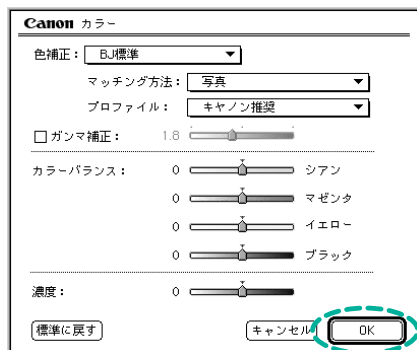 Canon カラー
色補正： BJ標準
マッチング方法： 写真
プロファイル： キヤノン推奨
ガンマ補正： 1.8
カラーバランス： 0 シアン
0 マゼンタ
0 イエロー
0 ブラック
濃度： 0
標準に戻す キャンセル OK